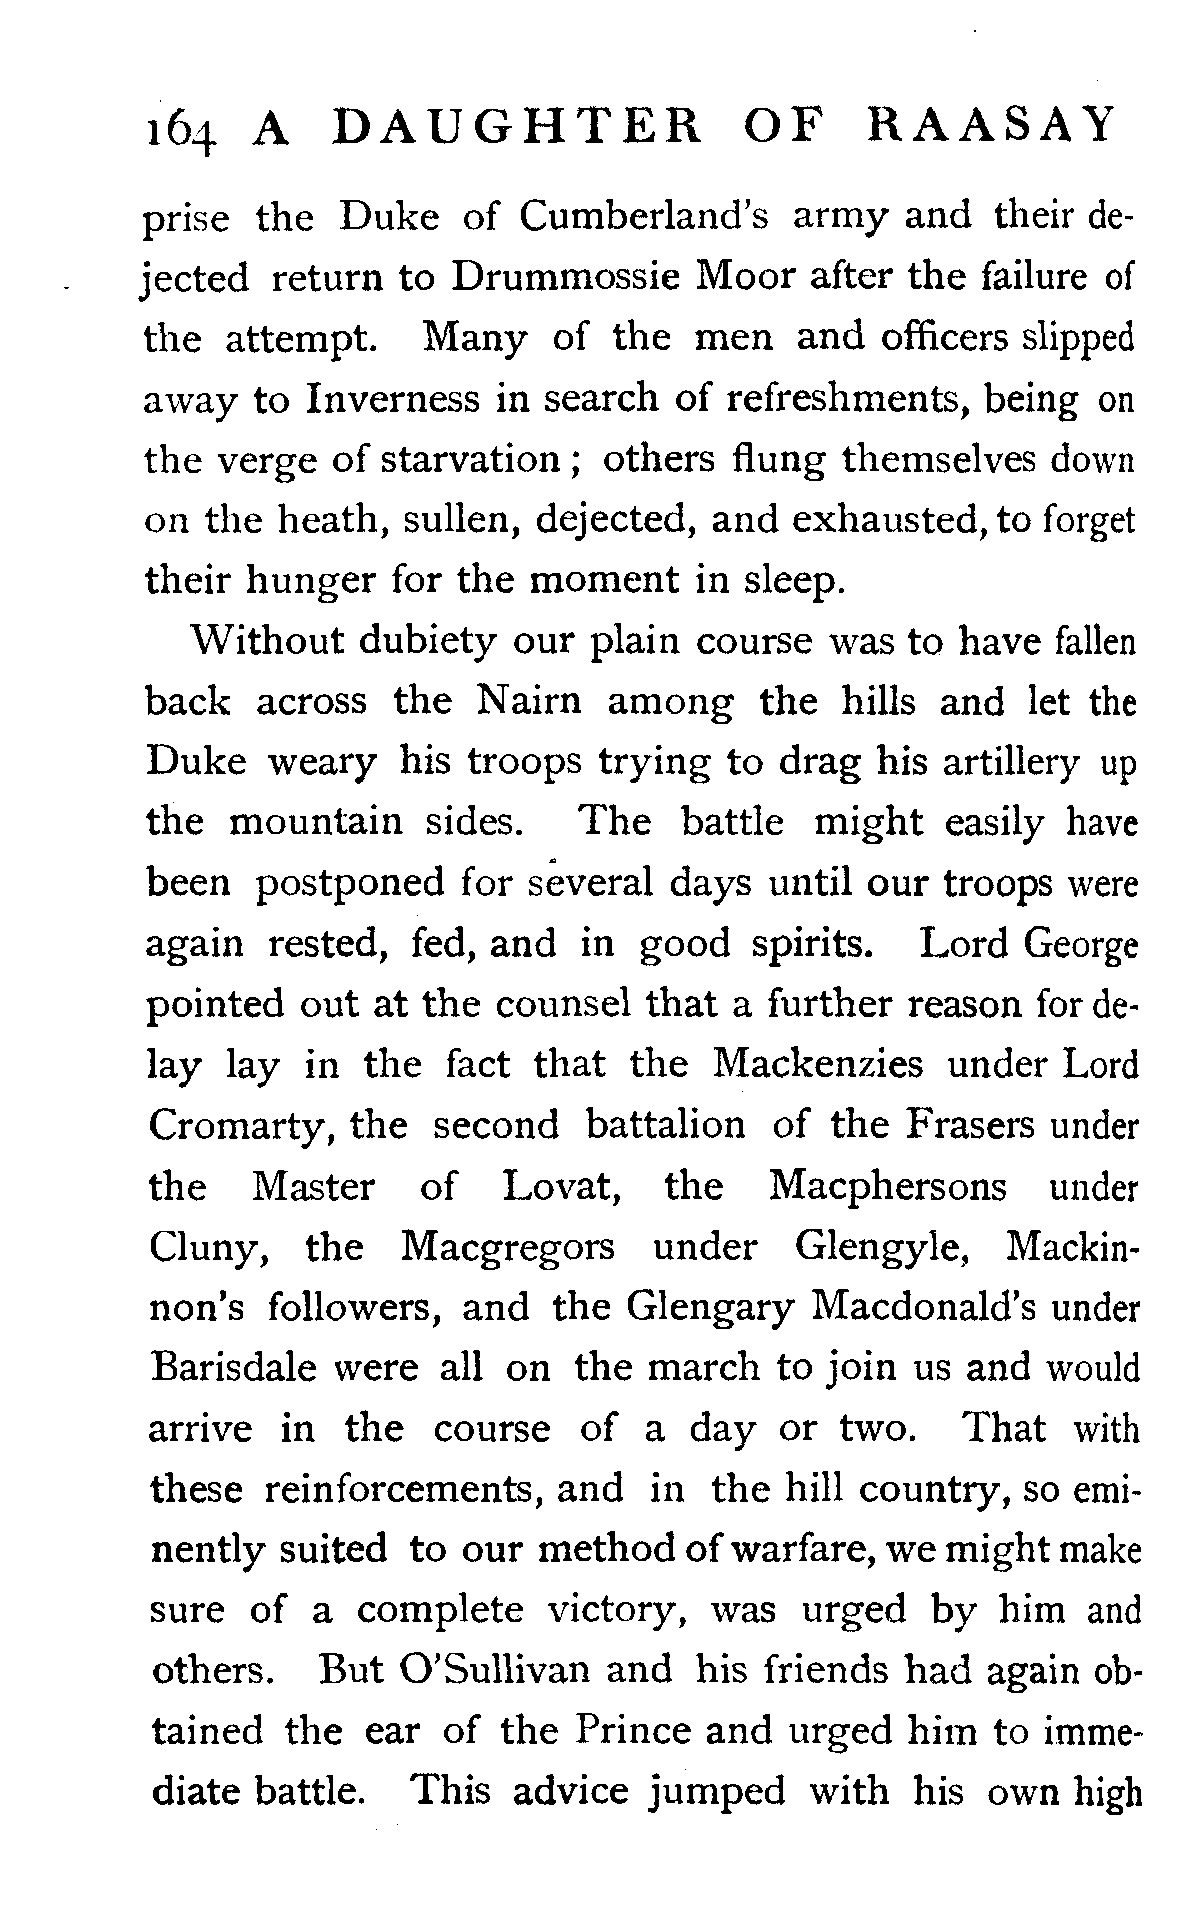 164 A DAUGHTER OF RAASAY
prise the Duke of Cumberland's army and their de-
jected return to Drummossie Moor after the failure of
the attempt. Many of the men and officers slipped
away to Inverness in search of refreshments, being on
the verge of starvation; others flung themselves down
on the heath, sullen, dejected, and exhausted, to forget
their hunger for the moment in sleep.
Without dubiety our plain course was to have fallen
back across the Nairn among the hills and let the
Duke weary his troops trying to drag his artillery up
the mountain sides. The battle might easily have
been postponed for several days until our troops were
again rested, fed, and in good spirits. Lord George
pointed out at the counsel that a further reason for de-
lay lay in the fact that the Mackenzies under Lord
Cromarty, the second battalion of the Frasers under
the Master of Lovat, the Macphersons under
Cluny, the Macgregors under Glengyle, Mackin-
non's followers, and the Glengary Macdonald's under
Barisdale were all on the march to join us and would
arrive in the course of a day or two. That with
these reinforcements, and in the hill country, so emi-
nently suited to our method of warfare, we might make
sure of a complete victory, was urged by him and
others. But O'Sullivan and his friends had again ob-
tained the ear of the Prince and urged him to imme-
diate battle. This advice jumped with his own high